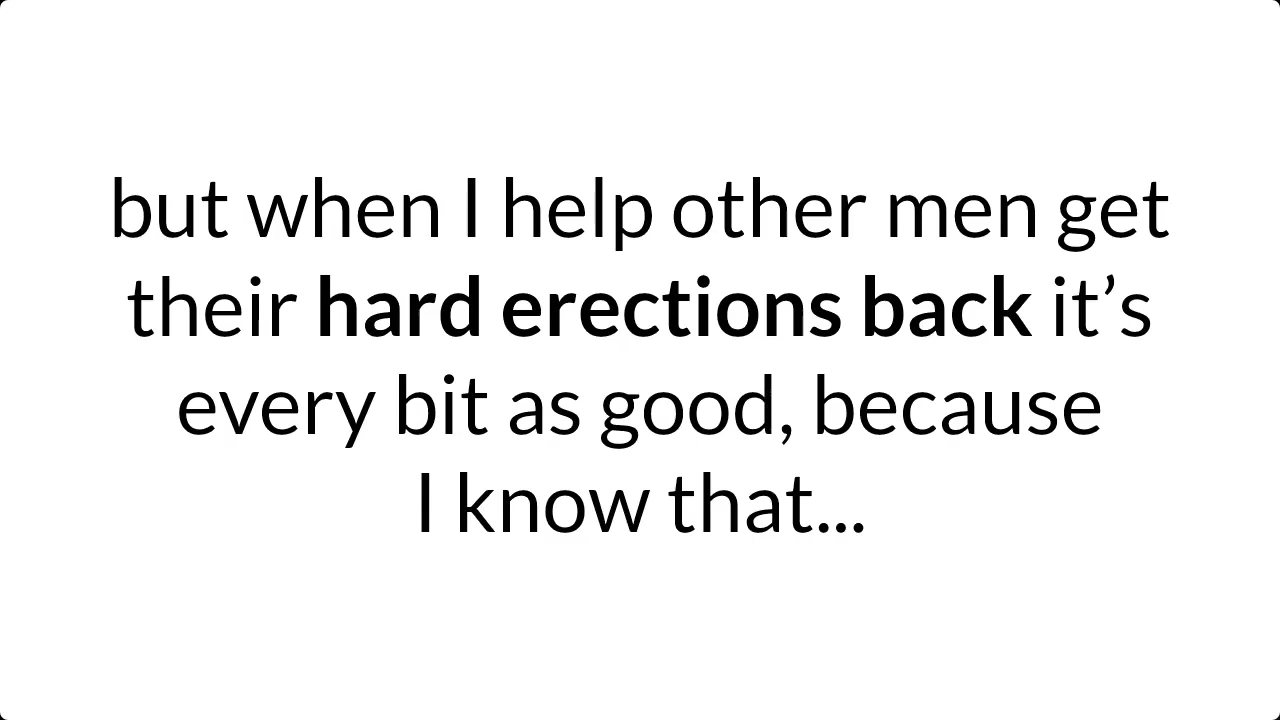 but when I help other men get
their hard erections back it’s
every bit as good, because
I know that...